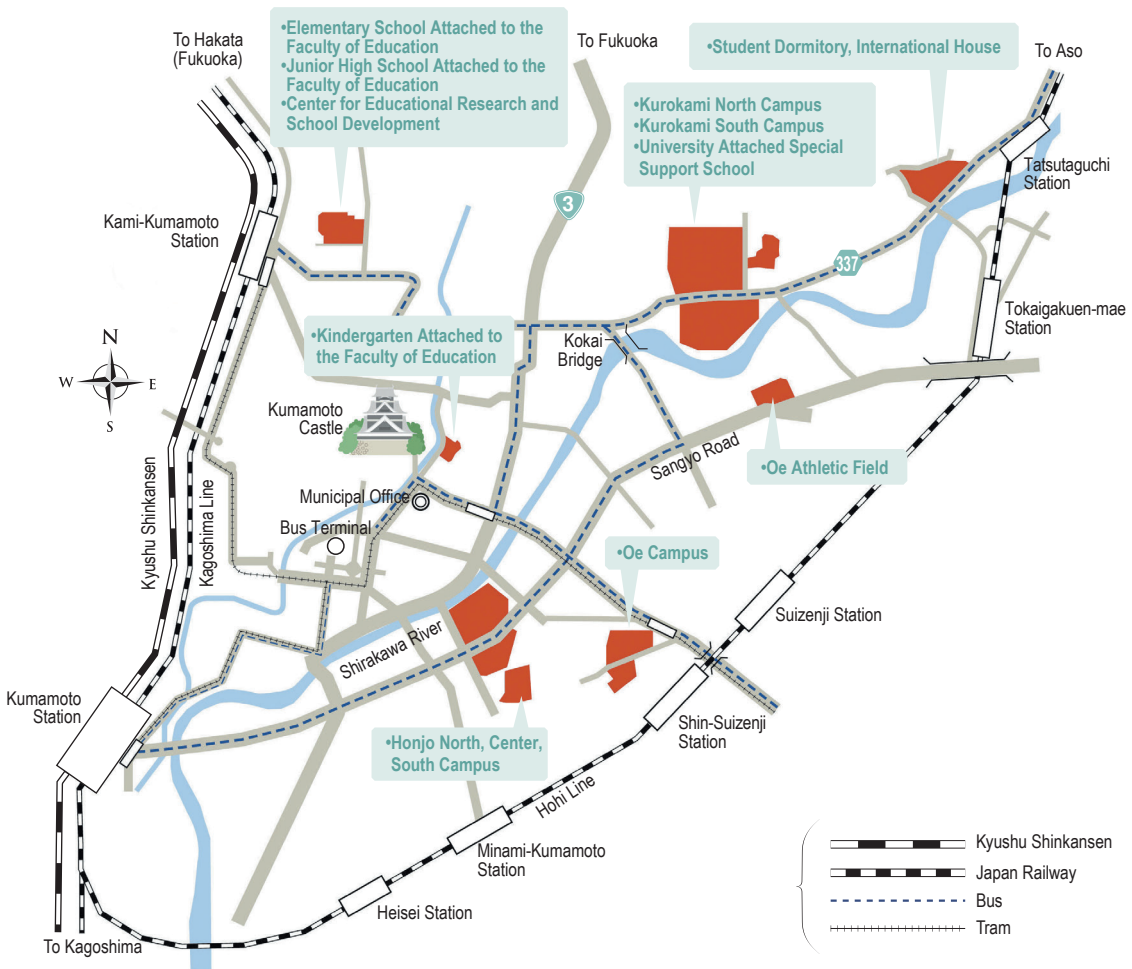 To Hakata
(Fukuoka)
•Elementary School Attached to the
Faculty of Education
•Junior High School Attached to the
Faculty of Education
•Center for Educational Research and
School Development
To Fukuoka
•Student Dormitory, International House
To Aso
•Kurokami North Campus
•Kurokami South Campus
•University Attached Special
Support School
Tatsutaguchi
Station
3
Kami-Kumamoto
Station
337
Tokaigakuen-mae
Station
N
W
E
S
•Kindergarten Attached to
the Faculty of Education
Kokai
Bridge
Kumamoto
Castle
Sangyo Road
•Oe Athletic Field
Municipal Office
Bus Terminal
Kyushu Shinkansen
Kagoshima Line
•Oe Campus
Suizenji Station
Shirakawa River
Kumamoto
Station
Shin-Suizenji
Station
•Honjo North, Center,
South Campus
Hohi Line
Minami-Kumamoto
Station
Heisei Station
To Kagoshima
Kyushu Shinkansen
Japan Railway
Bus
Tram